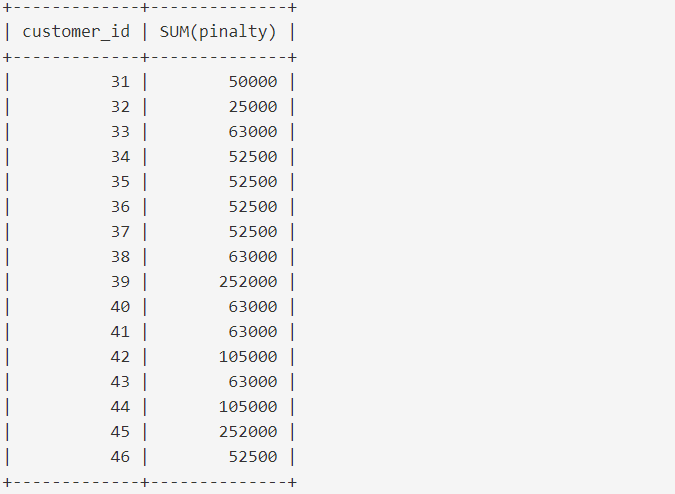 +-------------+--------------+
| customer_id | SUM(pinalty) |
+-------------+--------------+
|          31 |        50000 |
|          32 |        25000 |
|          33 |        63000 |
|          34 |        52500 |
|          35 |        52500 |
|          36 |        52500 |
|          37 |        52500 |
|          38 |        63000 |
|          39 |       252000 |
|          40 |        63000 |
|          41 |        63000 |
|          42 |       105000 |
|          43 |        63000 |
|          44 |       105000 |
|          45 |       252000 |
|          46 |        52500 |
+-------------+--------------+